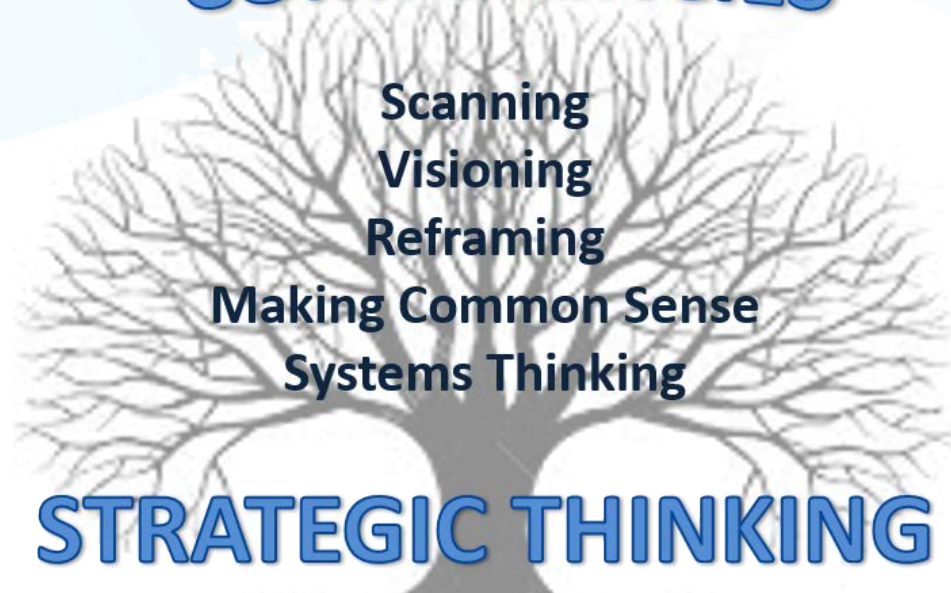 Scanning
Visioning
Reframing
Making Common Sense
Systems Thinking
STRATEGIC THINKING